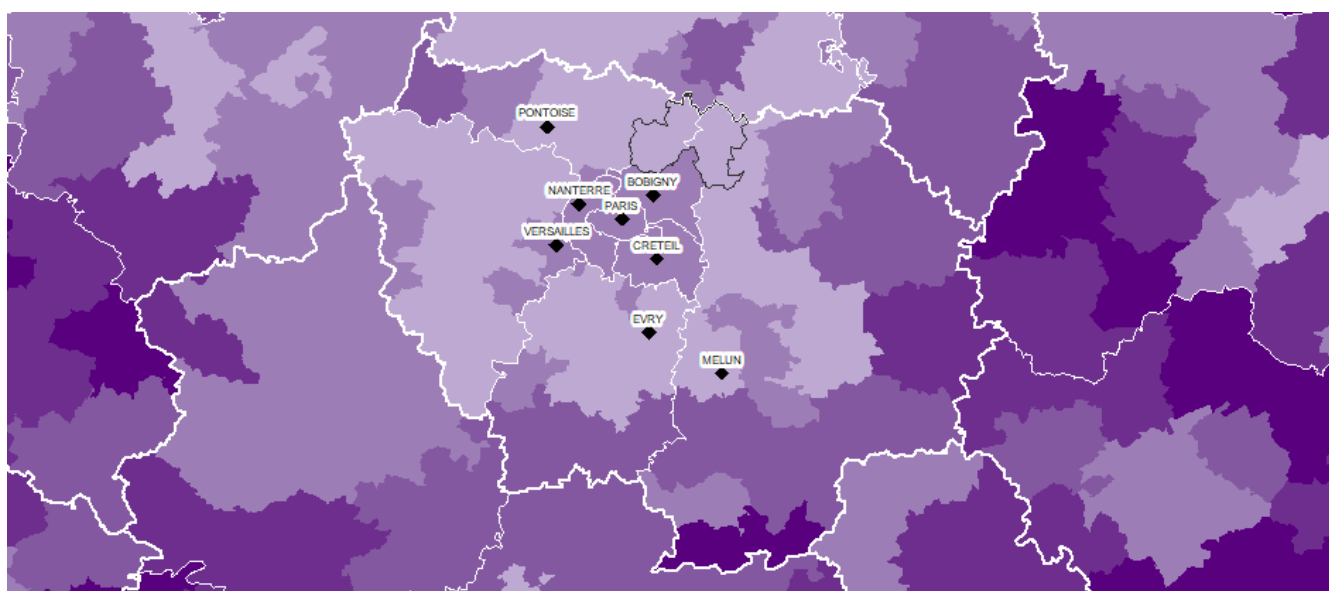 PONTOISE
NANTERRE
BOBIGNY
PARIS
VERSAILLES
CRETEIL
EVRY
MELUN